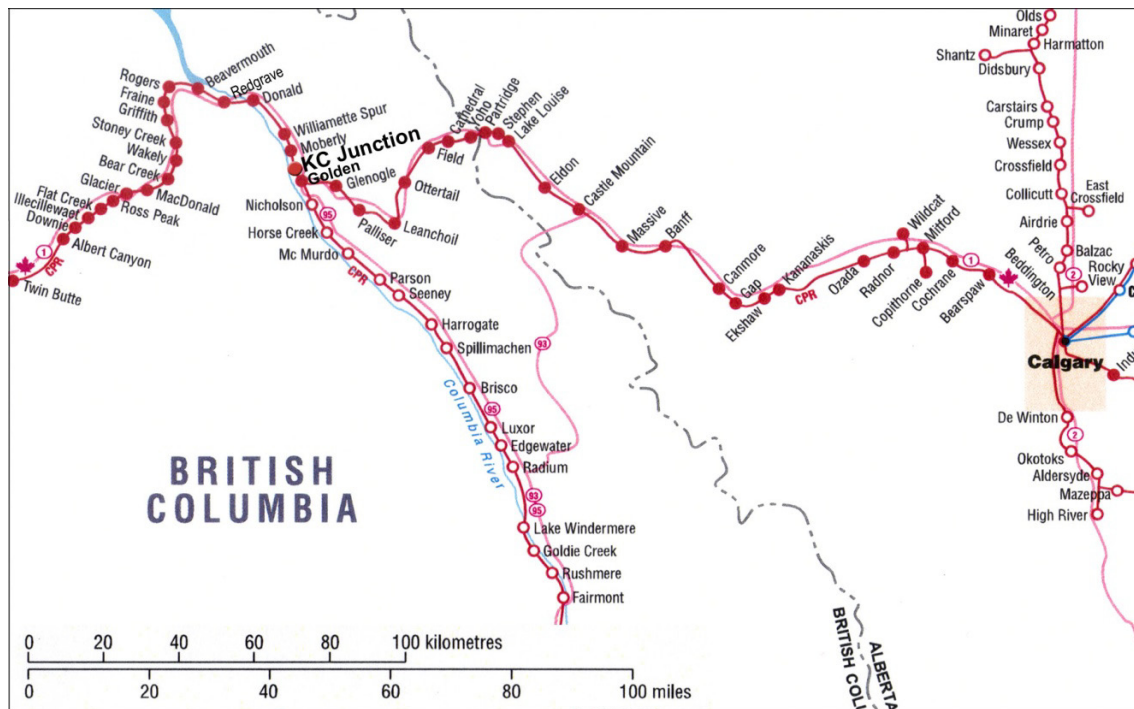 Olds
Minaret
Harmatton
Shantz
Didsbury
Carstairs
Crump
Wessex
Crossfield
Collicutt
East
Crossfield
Airdrie
Petro
Balzac
Beddington
Rocky
View
2
Beavermouth
Rogers
Redgrave
Fraine
Donald
Griffith
Williamette Spur
Stoney Creek
Moberly
Wakely
KC Junction
Bear Creek
Golden
Glacier
MacDonald
Flat Creek
Ross Peak
Illecillewaet
Downie
Albert Canyon
1
CPR
Twin Butte
Glenogle
Palliser
Leanchoil
Ottertail
Field
Cathedral
Yoho
Partridge
Stephen
Lake Louise
Eldon
Castle Mountain
Massive
Banff
Canmore
Gap
Ekshaw
Kananaskis
CPR
Ozada
Radnor
Wildcat
Mitford
Copithorne
Cochrane
1
Bearspaw
Calgary
Ind
De Winton
2
Okotoks
Aldersyde
Mazeppa
High River
Nicholson
95
Horse Creek
Mc Murdo
CPR
Parson
Seeney
Harrogate
Spillimachen
93
Brisco
Columbia River
95
Luxor
Edgewater
Radium
93
95
Lake Windermere
Goldie Creek
Rushmere
Fairmont
BRITISH
COLUMBIA
ALBERTA
BRITISH COLU
0 20 40 60 80 100 kilometres
0 20 40 60 80 100 miles